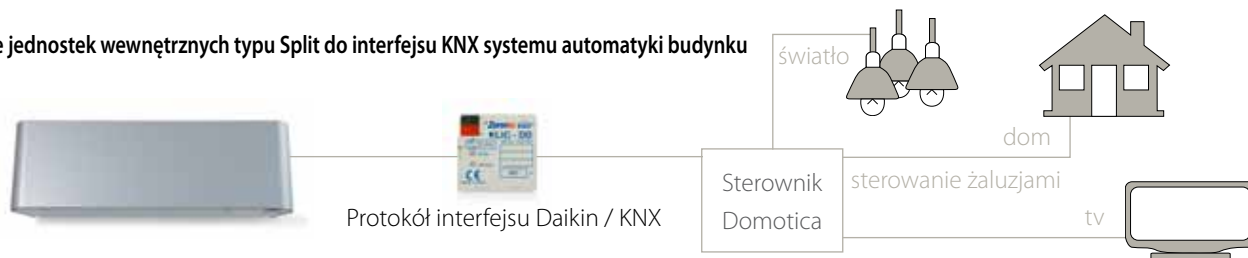 jednostek wewnętrznych typu Split do interfejsu KNX systemu automatyki budynku
światło
dom
Sterownik
Domotica
sterowanie żaluzjami
Protokół interfejsu Daikin / KNX
tv